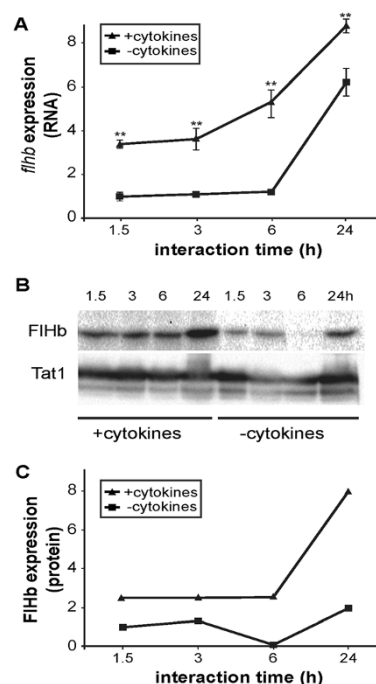 A
+cytokines
-cytokines
flhb expression
(RNA)
8
6
4
2
0
** ** ** **
1.5 3 6 24
interaction time (h)
B
1.5 3 6 24 1.5 3 6 24h
FlHb
Tat1
+cytokines -cytokines
C
+cytokines
-cytokines
FlHb expression
(protein)
8
6
4
2
0
1.5 3 6 24
interaction time (h)